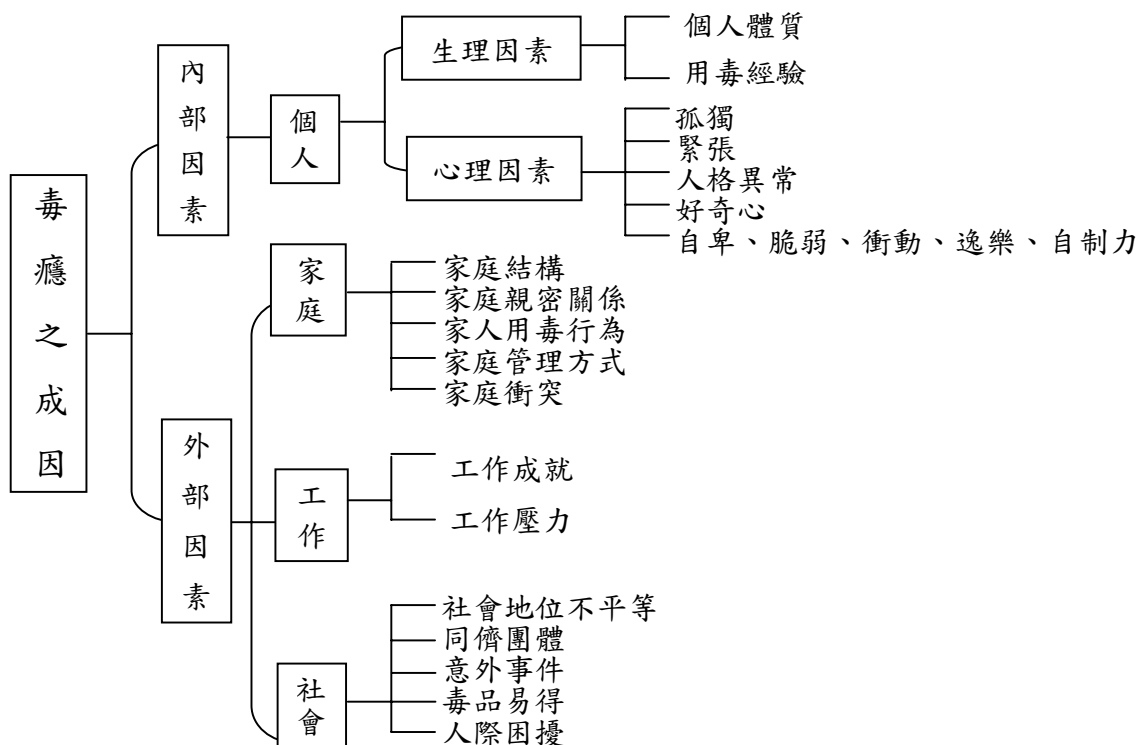 毒癮之成因
內部因素
個人
生理因素
個人體質
用毒經驗
心理因素
孤獨
緊張
人格異常
好奇心
自卑、脆弱、衝動、逸樂、自制力
外部因素
家庭
家庭結構
家庭親密關係
家人用毒行為
家庭管理方式
家庭衝突
工作
工作成就
工作壓力
社會
社會地位不平等
同儕團體
意外事件
毒品易得
人際困擾